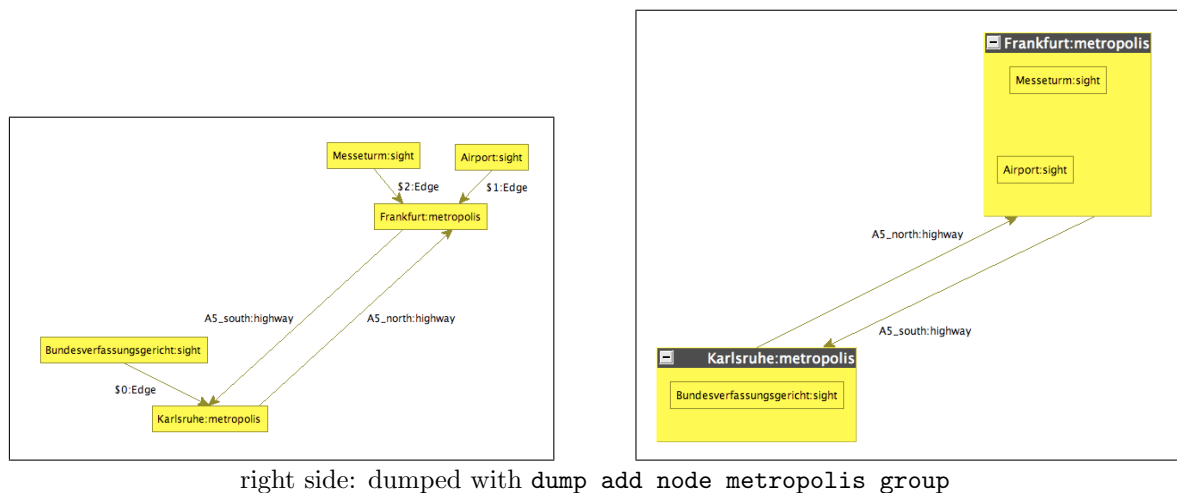 Messeturm:sight
Airport:sight
$2:Edge
$1:Edge
Frankfurt:metropolis
A5_south:highway
A5_north:highway
Bundesverfassungsgericht:sight
$0:Edge
Karlsruhe:metropolis
Frankfurt:metropolis
Messeturm:sight
Airport:sight
A5_north:highway
A5_south:highway
Karlsruhe:metropolis
Bundesverfassungsgericht:sight
right side: dumped with dump add node metropolis group